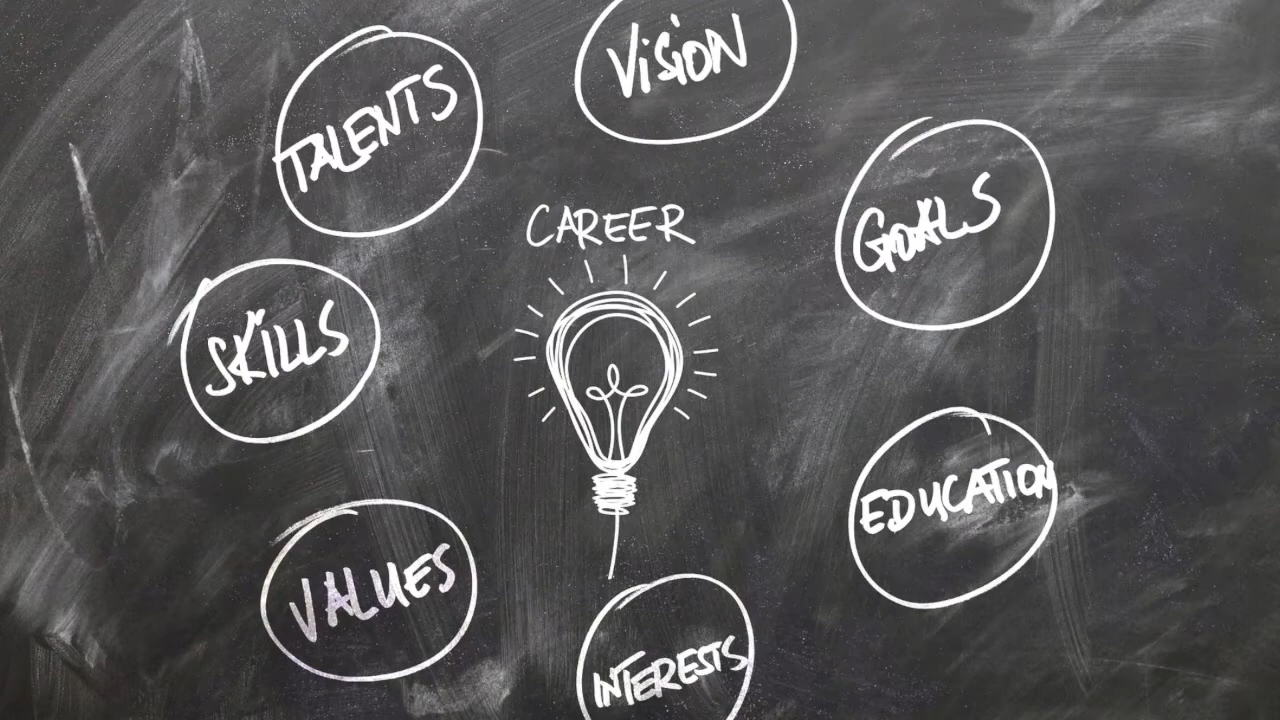 VISION
TALENTS
GOALS
CAREER
SKILLS
EDUCATION
VALUES
INTERESTS